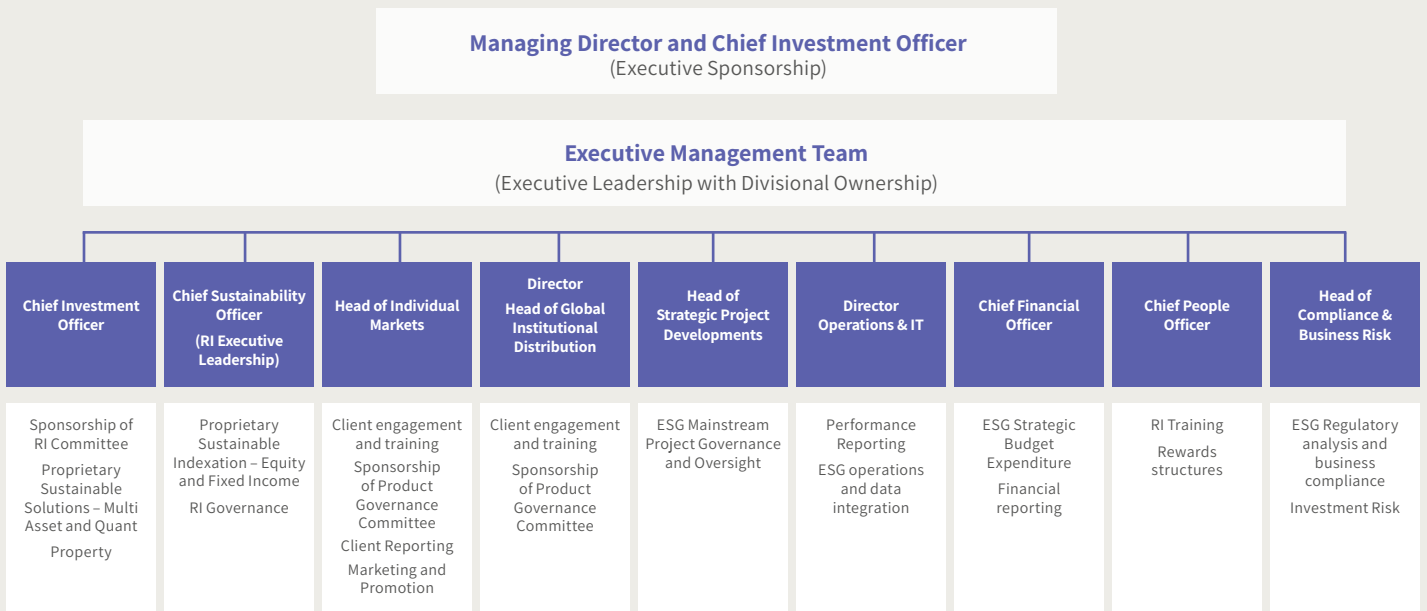 Managing Director and Chief Investment Officer
(Executive Sponsorship)
Executive Management Team
(Executive Leadership with Divisional Ownership)
Chief Investment
Officer
Chief Sustainability
Officer
(RI Executive
Leadership)
Head of Individual
Markets
Director
Head of Global
Institutional
Distribution
Head of
Strategic Project
Developments
Director
Operations & IT
Chief Financial
Officer
Chief People
Officer
Head of
Compliance &
Business Risk
Sponsorship of
RI Committee
Proprietary
Sustainable
Solutions – Multi
Asset and Quant
Property
Proprietary
Sustainable
Indexation – Equity
and Fixed Income
RI Governance
Client engagement
and training
Sponsorship
of Product
Governance
Committee
Client Reporting
Marketing and
Promotion
Client engagement
and training
Sponsorship
of Product
Governance
Committee
ESG Mainstream
Project Governance
and Oversight
Performance
Reporting
ESG operations
and data
integration
ESG Strategic
Budget
Expenditure
Financial
reporting
RI Training
Rewards
structures
ESG Regulatory
analysis and
business
compliance
Investment Risk